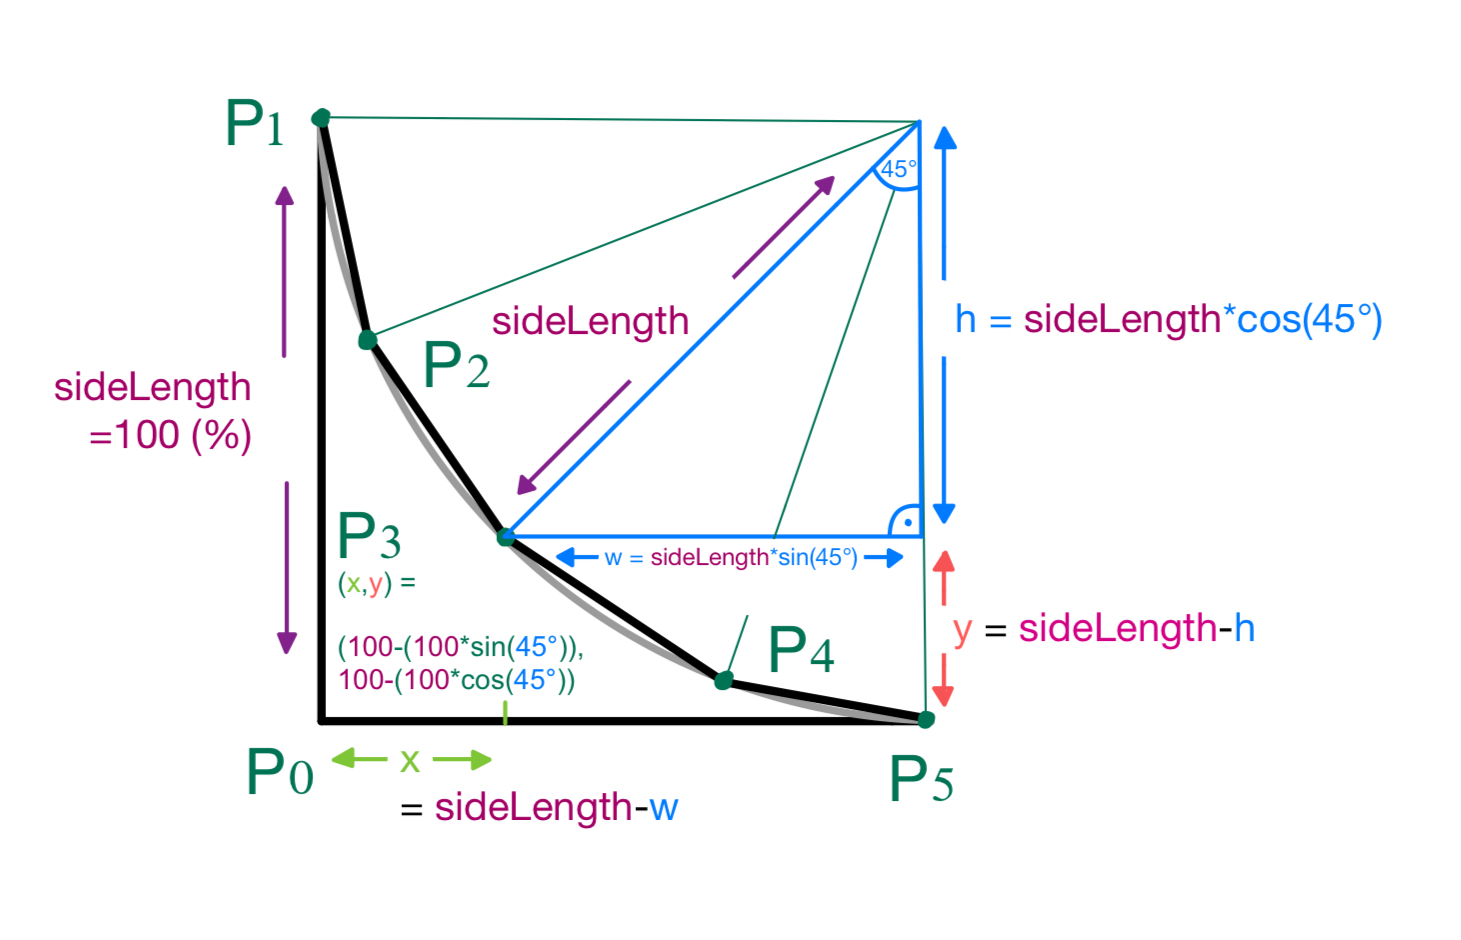 P1
45°
sideLength
h = sideLength*cos(45°)
P2
sideLength
=100 (%)
P3
(x,y) =
w = sideLength*sin(45°)
(100-(100*sin(45°)),
100-(100*cos(45°))
P4
y = sideLength-h
P0
x
= sideLength-w
P5